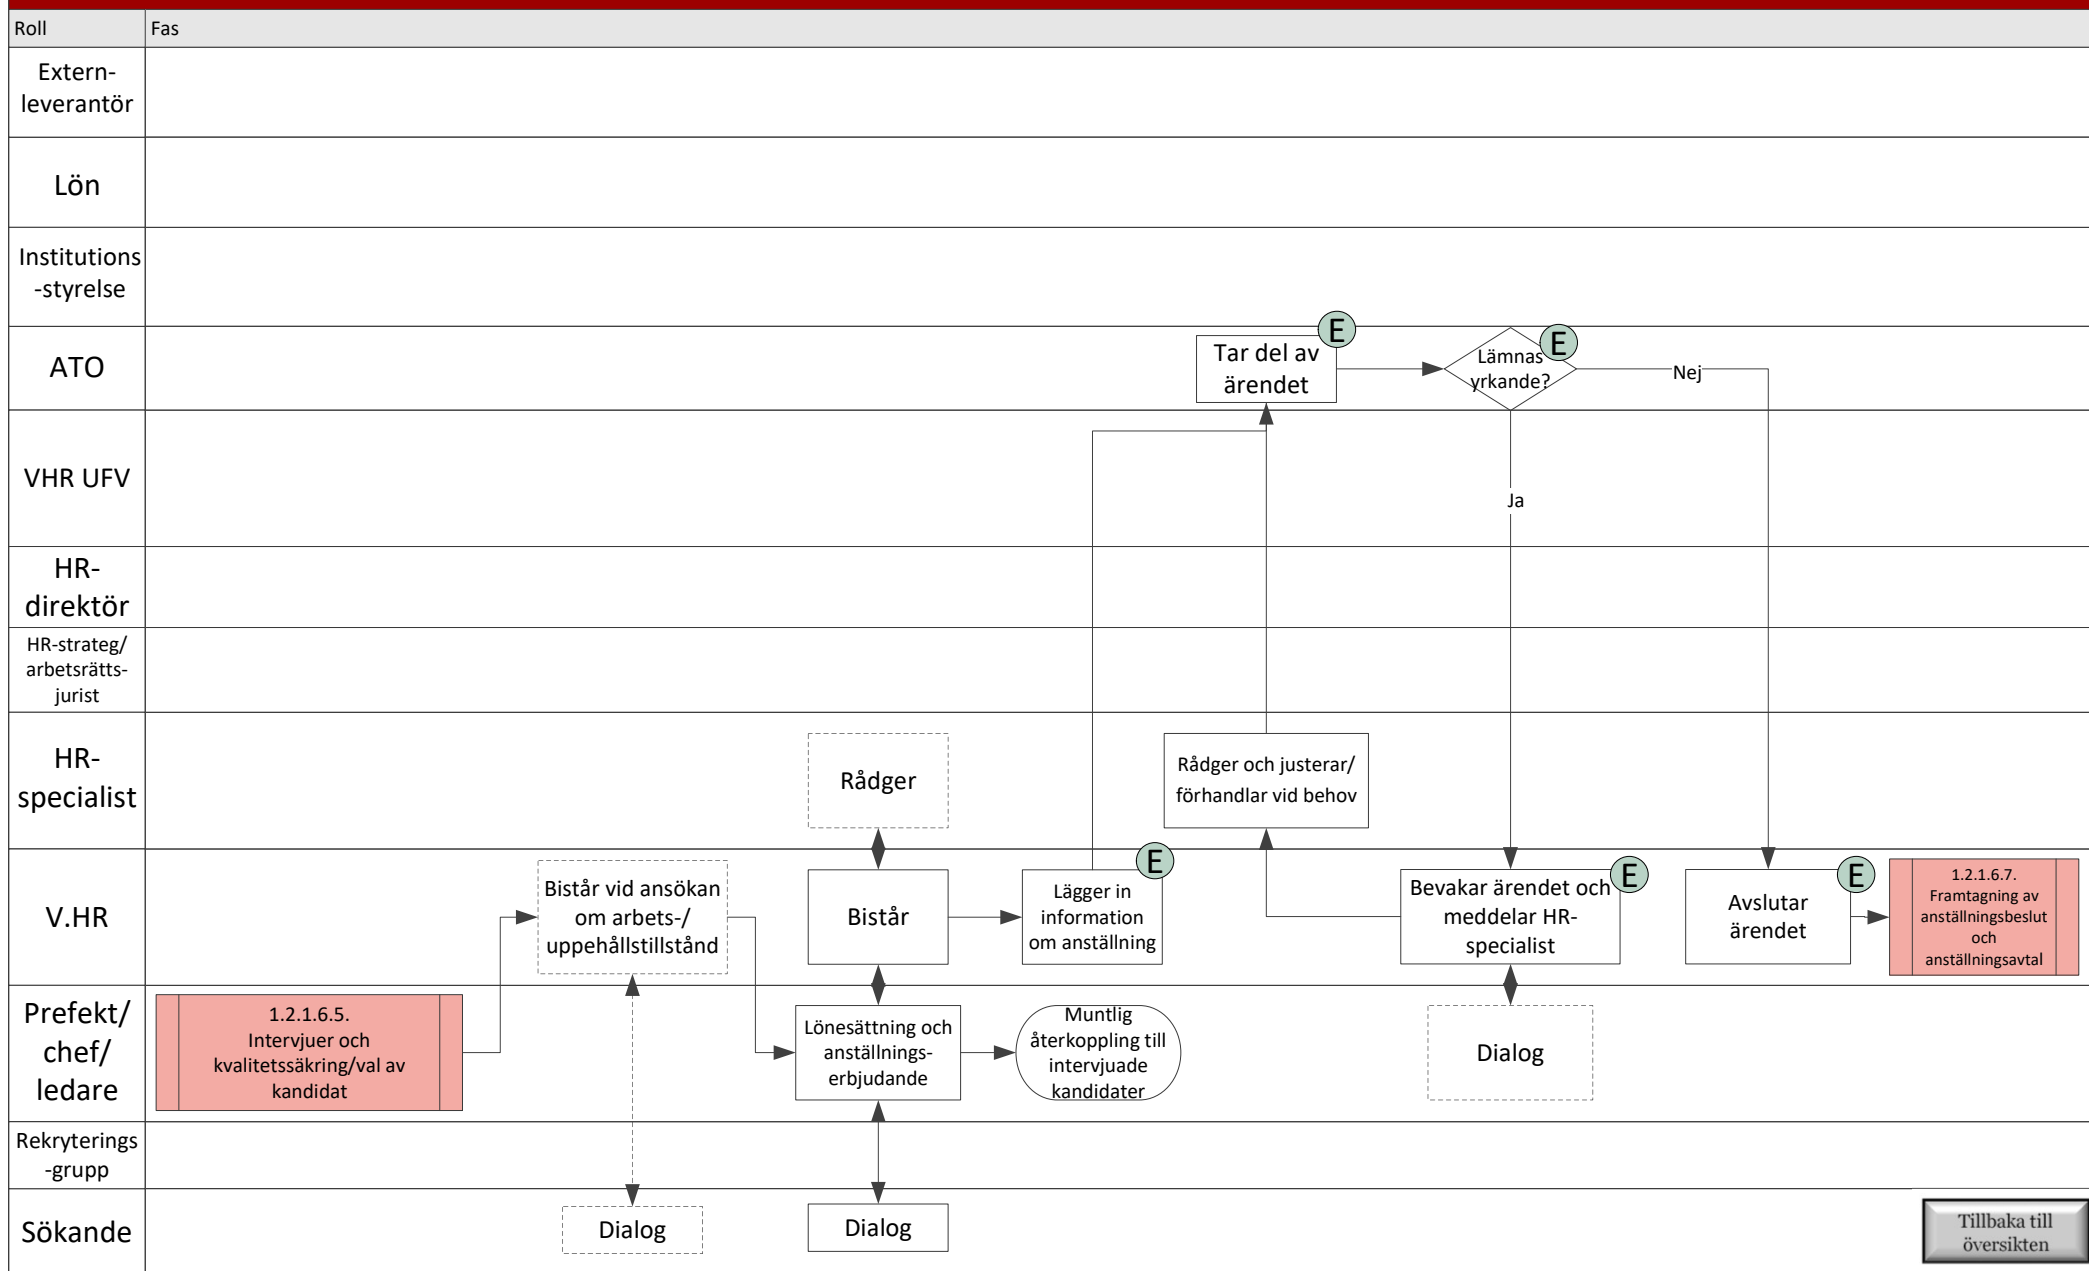 Roll
Fas
Extern-
leverantör
Lön
Institutions
-styrelse
ATO
Tar del av
ärendet
E
Lämnas
yrkande?
E
Nej
VHR UFV
Ja
HR-
direktör
HR-strateg/
arbetsrätts-
jurist
HR-
specialist
Rådger
Rådger och justerar/
förhandlar vid behov
V.HR
Bistår vid ansökan
om arbets-/
uppehållstillstånd
Bistår
Lägger in
information
om anställning
E
Bevakar ärendet och
meddelar HR-
specialist
E
Avslutar
ärendet
E
1.2.1.6.7.
Framtagning av
anställningsbeslut
och
anställningsavtal
Prefekt/
chef/
ledare
1.2.1.6.5.
Intervjuer och
kvalitetssäkring/val av
kandidat
Lönesättning och
anställnings-
erbjudande
Muntlig
återkoppling till
intervjuade
kandidater
Dialog
Rekryterings
-grupp
Sökande
Dialog
Dialog
Tillbaka till
översikten